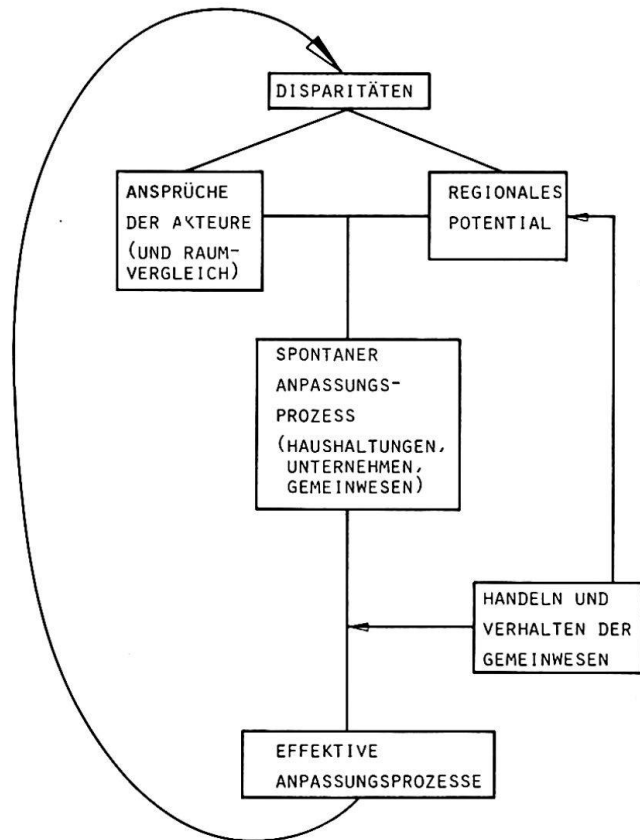 DISPARITÄTEN
ANSPRÜCHE
DER AKTEURE
(UND RAUM-
VERGLEICH)
REGIONALES
POTENTIAL
SPONTANER
ANPASSUNGS-
PROZESS
(HAUSHALTUNGEN,
UNTERNEHMEN,
GEMEINWESEN)
HANDELN UND
VERHALTEN DER
GEMEINWESEN
EFFEKTIVE
ANPASSUNGSPROZESSE